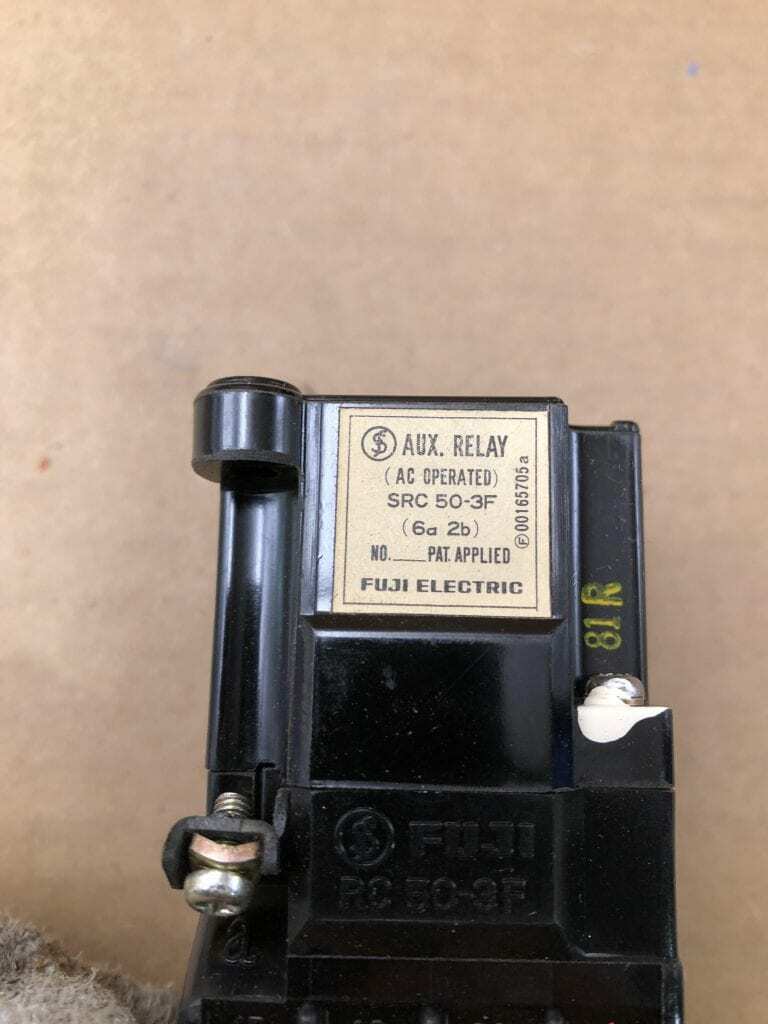 AUX. RELAY
(AC OPERATED)
SRC 50-3F
(6a 2b)
NO.____PAT. APPLIED
FUJI ELECTRIC
Ⓕ00165705a
81R
FUJI
RC 50-3F
a